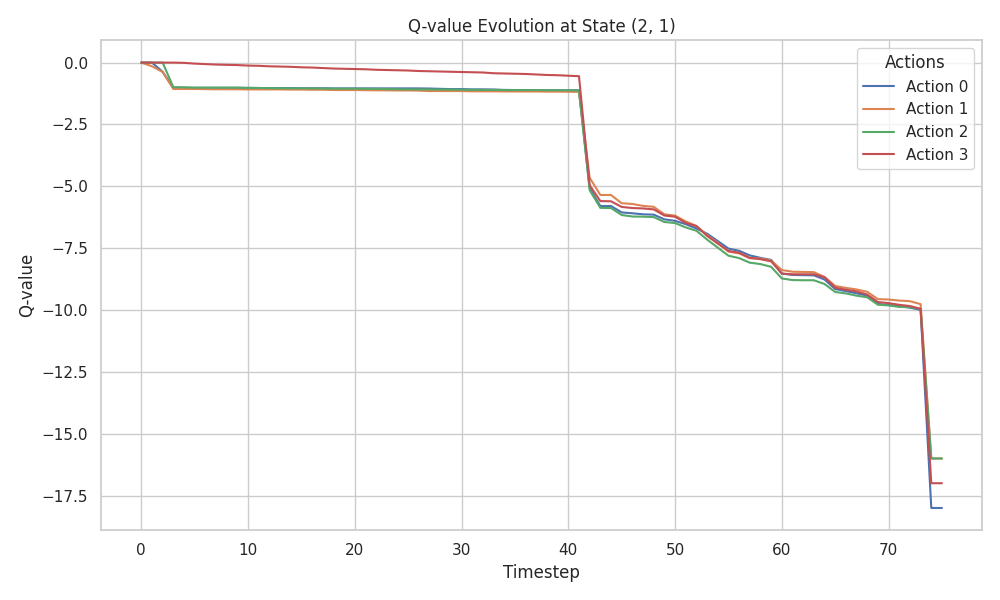 Q-value Evolution at State (2, 1)
Actions
Action 0
Action 1
Action 2
Action 3
Q-value
0.0
−2.5
−5.0
−7.5
−10.0
−12.5
−15.0
−17.5
0 10 20 30 40 50 60 70
Timestep